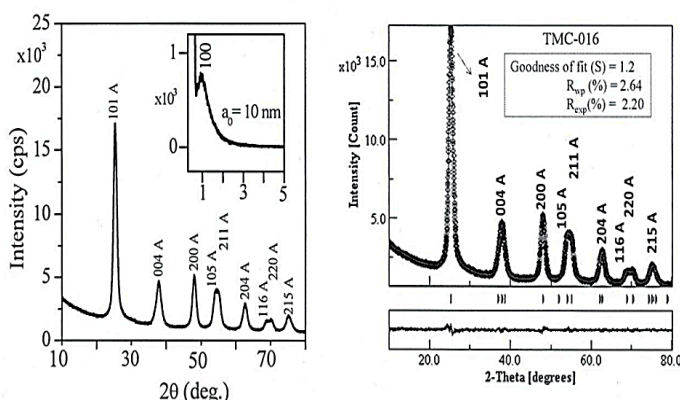 x10³
25
20
15
10
5
0
Intensity (cps)
10
30
50
70
2θ (deg.)
101 A
004 A
200 A
105 A
211 A
204 A
116 A
220 A
215 A
1
x10³
0
100
a₀= 10 nm
1
3
5
TMC-016
Goodness of fit (S) = 1.2
Rwp (%) = 2.64
Rexp(%) = 2.20
x10³ 15.0
10.0
5.0
Intensity [Count]
101 A
004 A
200 A
105 A
211 A
204 A
116 A
220 A
215 A
20.0
40.0
60.0
80.0
2-Theta [degrees]